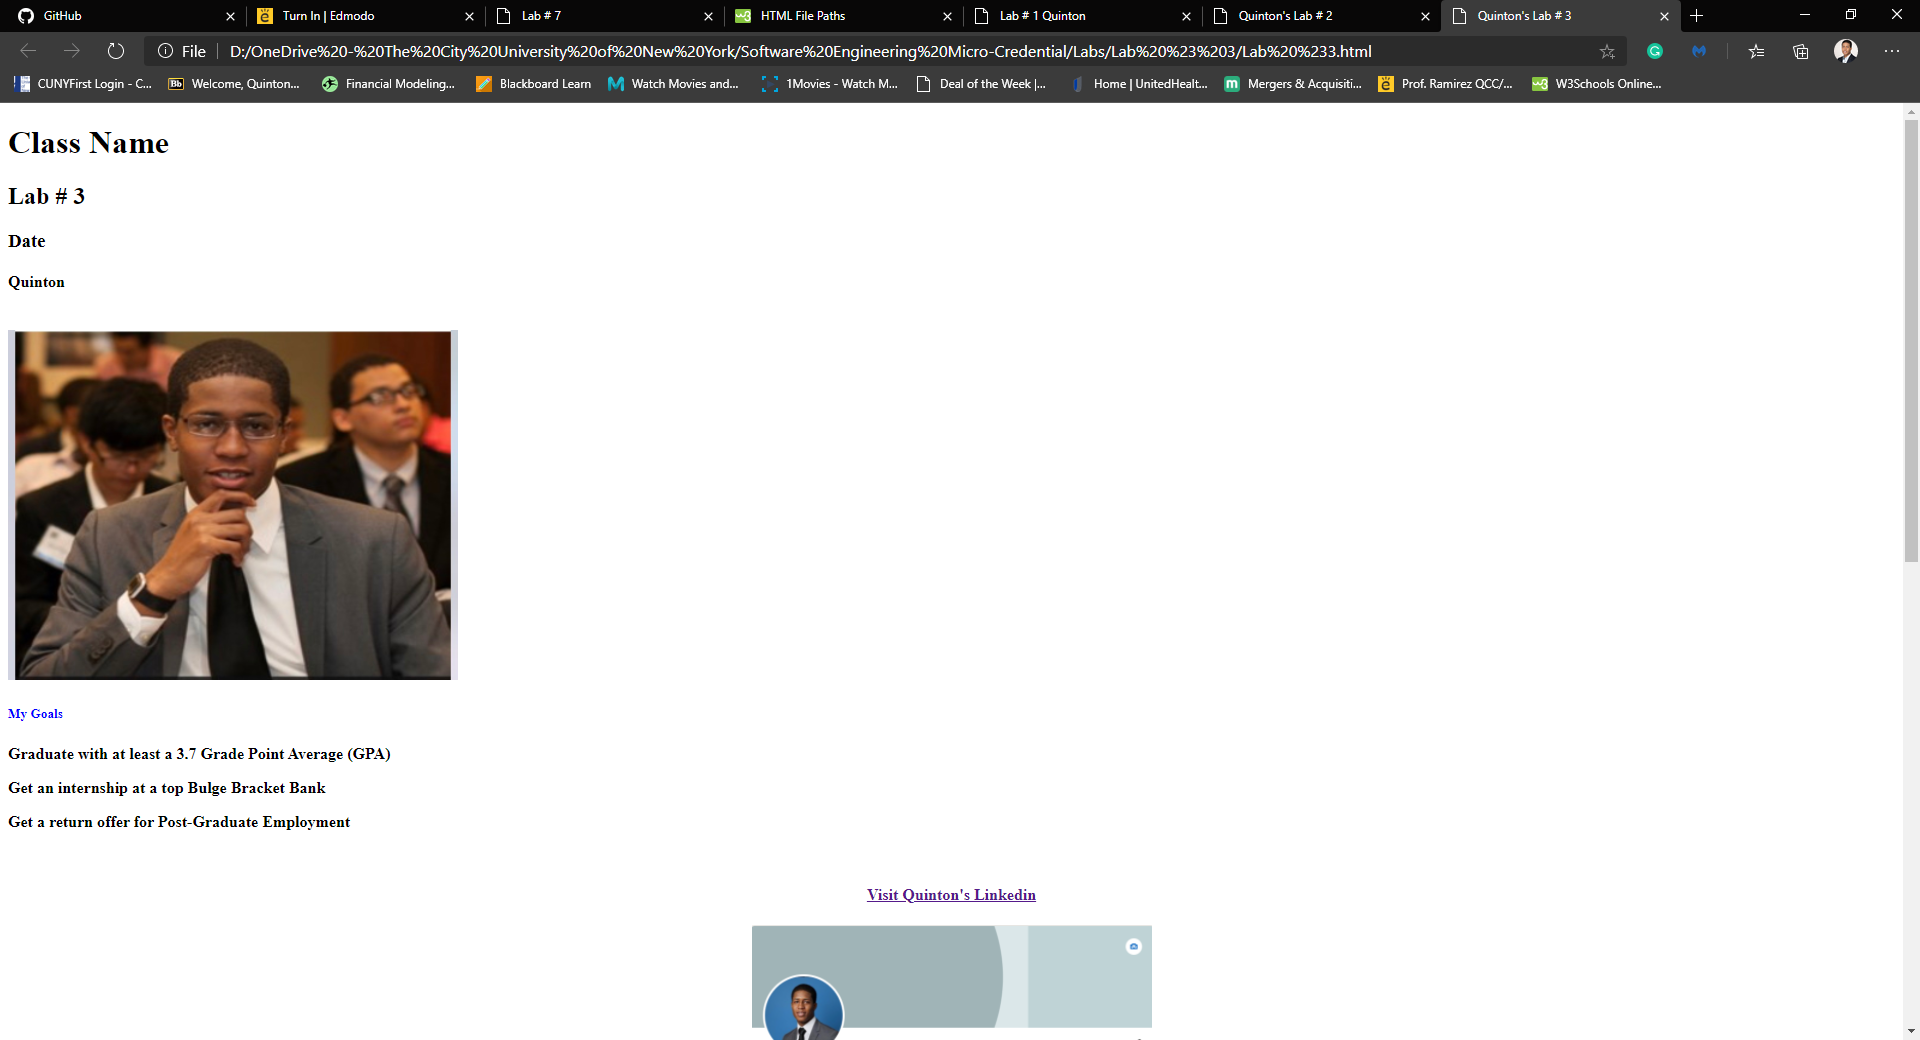 GitHub
Turn In | Edmodo
Lab # 7
HTML File Paths
Lab # 1 Quinton
Quinton's Lab # 2
Quinton's Lab # 3
File
D:/OneDrive%20-%20The%20City%20University%20of%20New%20York/Software%20Engineering%20Micro-Credential/Labs/Lab%20%23%203/Lab%20%233.html
CUNYFirst Login - C...
Bb Welcome, Quinton...
Financial Modeling...
Blackboard Learn
Watch Movies and...
1Movies - Watch M...
Deal of the Week |...
Home | UnitedHealt...
Mergers & Acquisiti...
Prof. Ramirez QCC/...
W3Schools Online...
Class Name
Lab # 3
Date
Quinton
My Goals
Graduate with at least a 3.7 Grade Point Average (GPA)
Get an internship at a top Bulge Bracket Bank
Get a return offer for Post-Graduate Employment
Visit Quinton's Linkedin